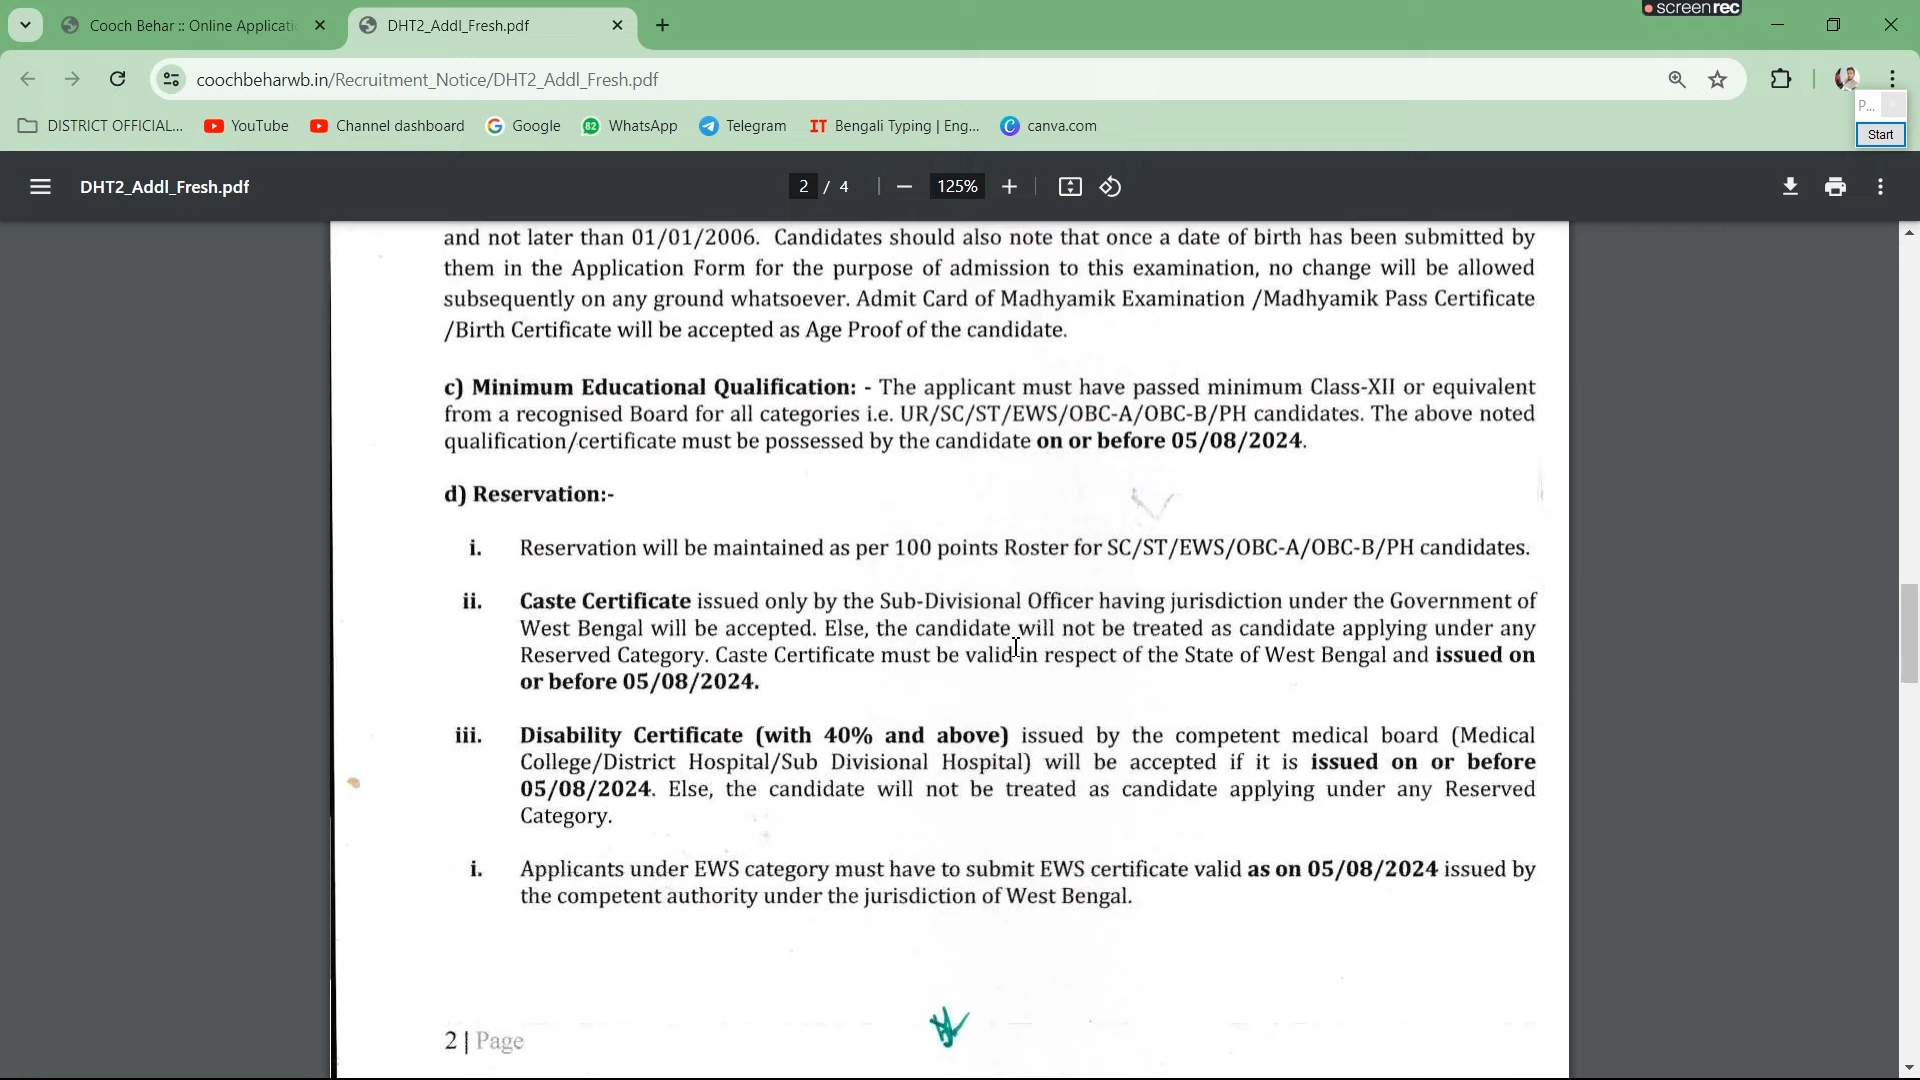 screenrec
Cooch Behar :: Online Applicati
DHT2_Addl_Fresh.pdf
coochbeharwb.in/Recruitment_Notice/DHT2_Addl_Fresh.pdf
P...
DISTRICT OFFICIAL... YouTube Channel dashboard Google 82 WhatsApp Telegram IT Bengali Typing | Eng... canva.com
Start
DHT2_Addl_Fresh.pdf 2 / 4 125%
and not later than 01/01/2006. Candidates should also note that once a date of birth has been submitted by
them in the Application Form for the purpose of admission to this examination, no change will be allowed
subsequently on any ground whatsoever. Admit Card of Madhyamik Examination /Madhyamik Pass Certificate
/Birth Certificate will be accepted as Age Proof of the candidate.
c) Minimum Educational Qualification: - The applicant must have passed minimum Class-XII or equivalent
from a recognised Board for all categories i.e. UR/SC/ST/EWS/OBC-A/OBC-B/PH candidates. The above noted
qualification/certificate must be possessed by the candidate on or before 05/08/2024.
d) Reservation:-
i. Reservation will be maintained as per 100 points Roster for SC/ST/EWS/OBC-A/OBC-B/PH candidates.
ii. Caste Certificate issued only by the Sub-Divisional Officer having jurisdiction under the Government of
West Bengal will be accepted. Else, the candidate will not be treated as candidate applying under any
Reserved Category. Caste Certificate must be valid in respect of the State of West Bengal and issued on
or before 05/08/2024.
iii. Disability Certificate (with 40% and above) issued by the competent medical board (Medical
College/District Hospital/Sub Divisional Hospital) will be accepted if it is issued on or before
05/08/2024. Else, the candidate will not be treated as candidate applying under any Reserved
Category.
i. Applicants under EWS category must have to submit EWS certificate valid as on 05/08/2024 issued by
the competent authority under the jurisdiction of West Bengal.
2 | Page